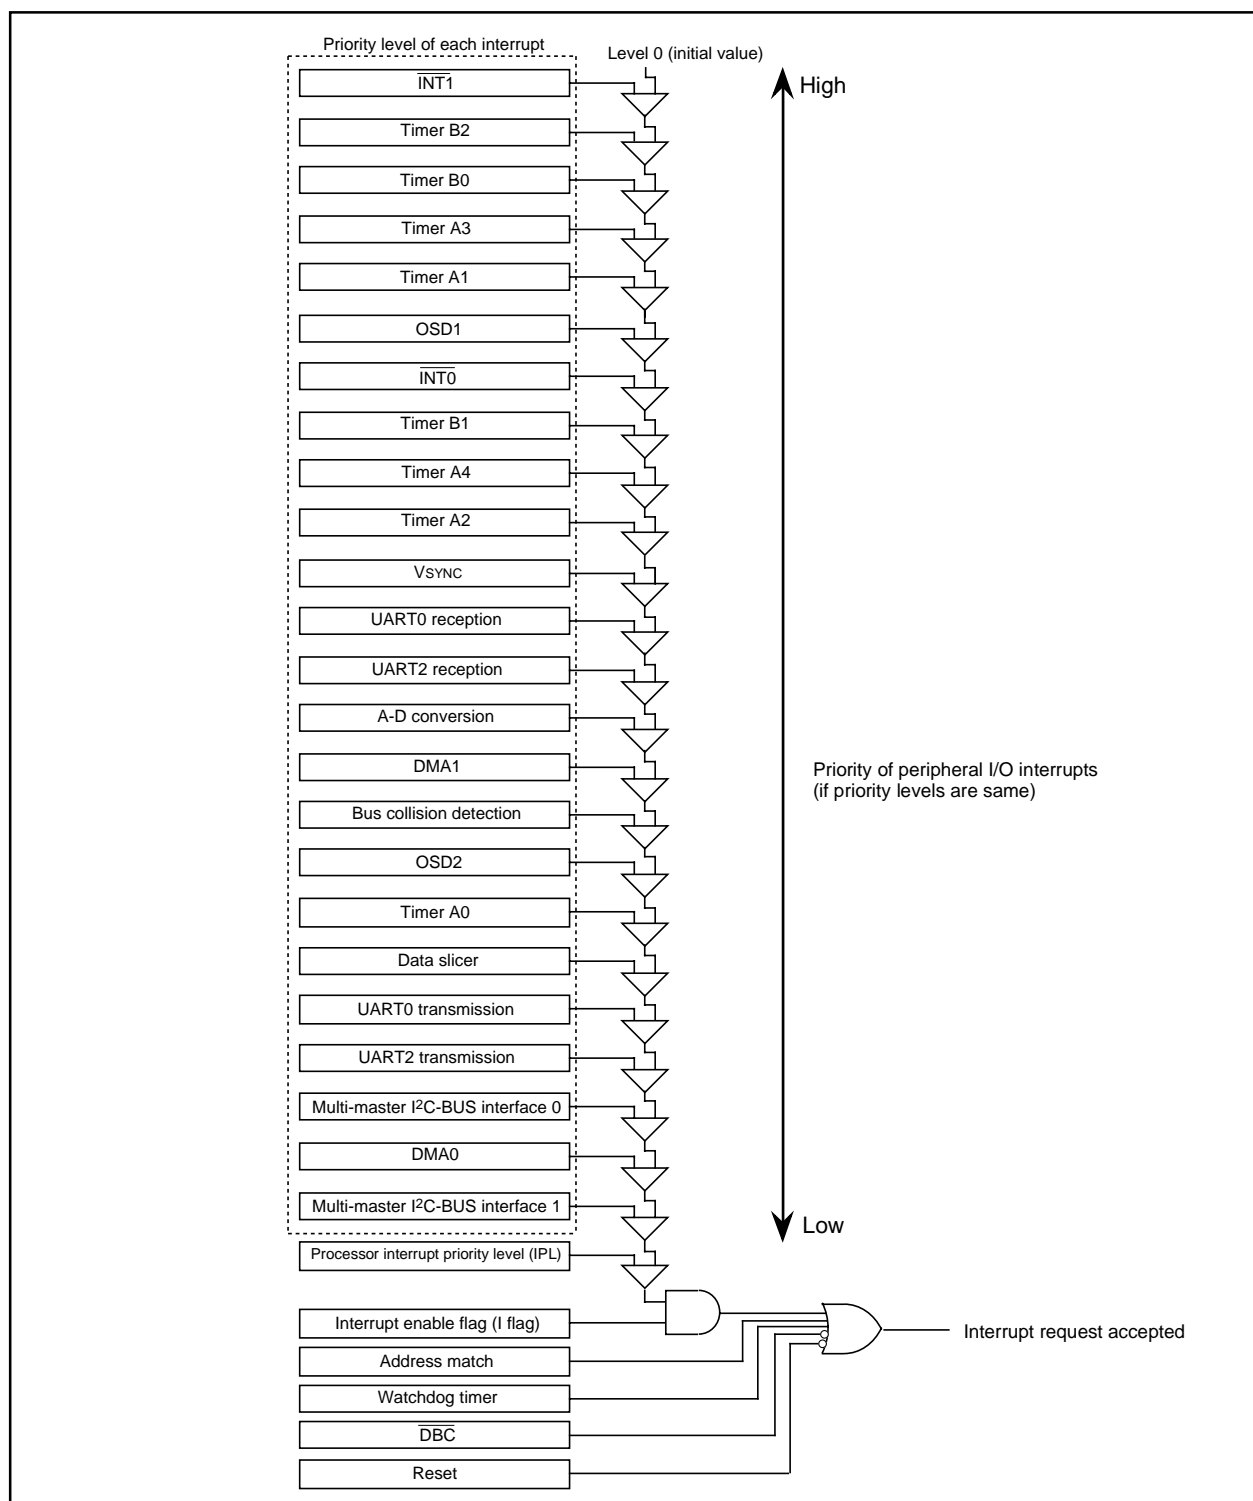 Priority level of each interrupt
Level 0 (initial value)
High
INT1
Timer B2
Timer B0
Timer A3
Timer A1
OSD1
INT0
Timer B1
Timer A4
Timer A2
VSYNC
UART0 reception
UART2 reception
A-D conversion
DMA1
Priority of peripheral I/O interrupts
(if priority levels are same)
Bus collision detection
OSD2
Timer A0
Data slicer
UART0 transmission
UART2 transmission
Multi-master I²C-BUS interface 0
DMA0
Multi-master I²C-BUS interface 1
Low
Processor interrupt priority level (IPL)
Interrupt enable flag (I flag)
Interrupt request accepted
Address match
Watchdog timer
DBC
Reset